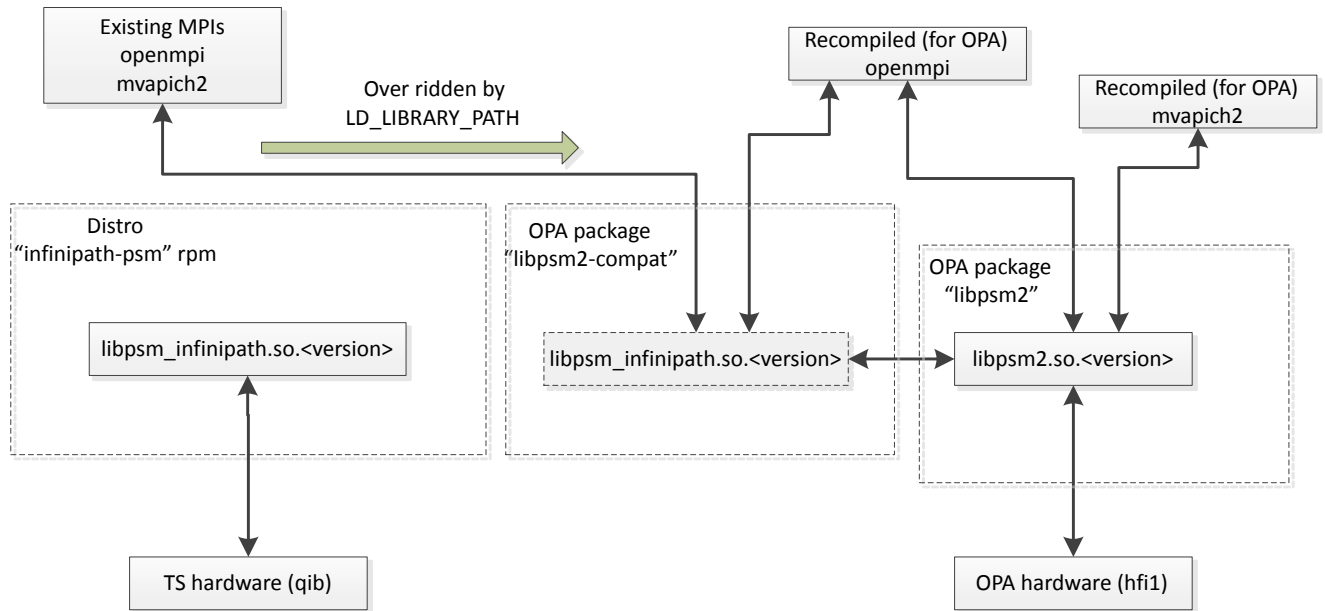 Existing MPIs
openmpi
mvapich2
Over ridden by
LD_LIBRARY_PATH
Recompiled (for OPA)
openmpi
Recompiled (for OPA)
mvapich2
Distro
“infinipath-psm” rpm
OPA package
“libpsm2-compat”
OPA package
“libpsm2”
libpsm_infinipath.so.<version>
libpsm_infinipath.so.<version>
libpsm2.so.<version>
TS hardware (qib)
OPA hardware (hfi1)